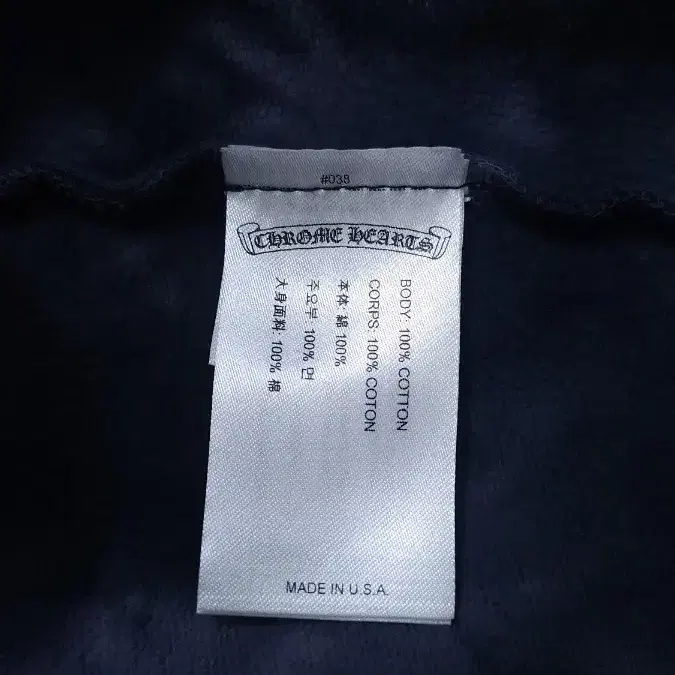 #038
CHROME HEARTS
BODY: 100% COTTON
CORPS: 100% COTON
本体: 綿 100%
주요부 100% 면
大身面料: 100% 棉
MADE IN U.S.A.